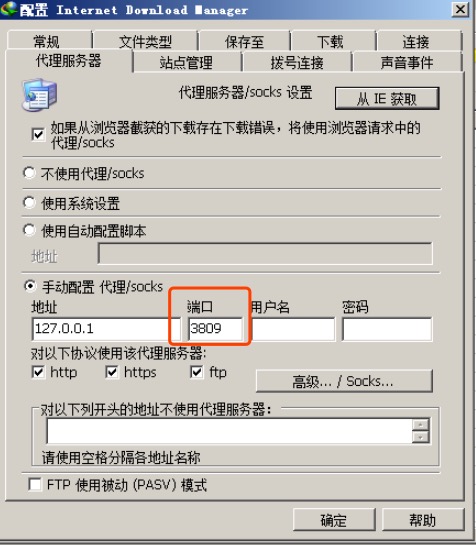 配置 Internet Download Manager
常规 文件类型 保存至 下载 连接
代理服务器 站点管理 拨号连接 声音事件
代理服务器/socks 设置 从 IE 获取
如果从浏览器截获的下载存在下载错误，将使用浏览器请求中的
代理/socks
不使用代理/socks
使用系统设置
使用自动配置脚本
地址
手动配置 代理/socks
地址 端口 用户名 密码
127.0.0.1 3809
对以下协议使用该代理服务器:
http https ftp
高级... / Socks...
对以下列开头的地址不使用代理服务器:
请使用空格分隔各地址名称
FTP 使用被动 (PASV) 模式
确定 帮助